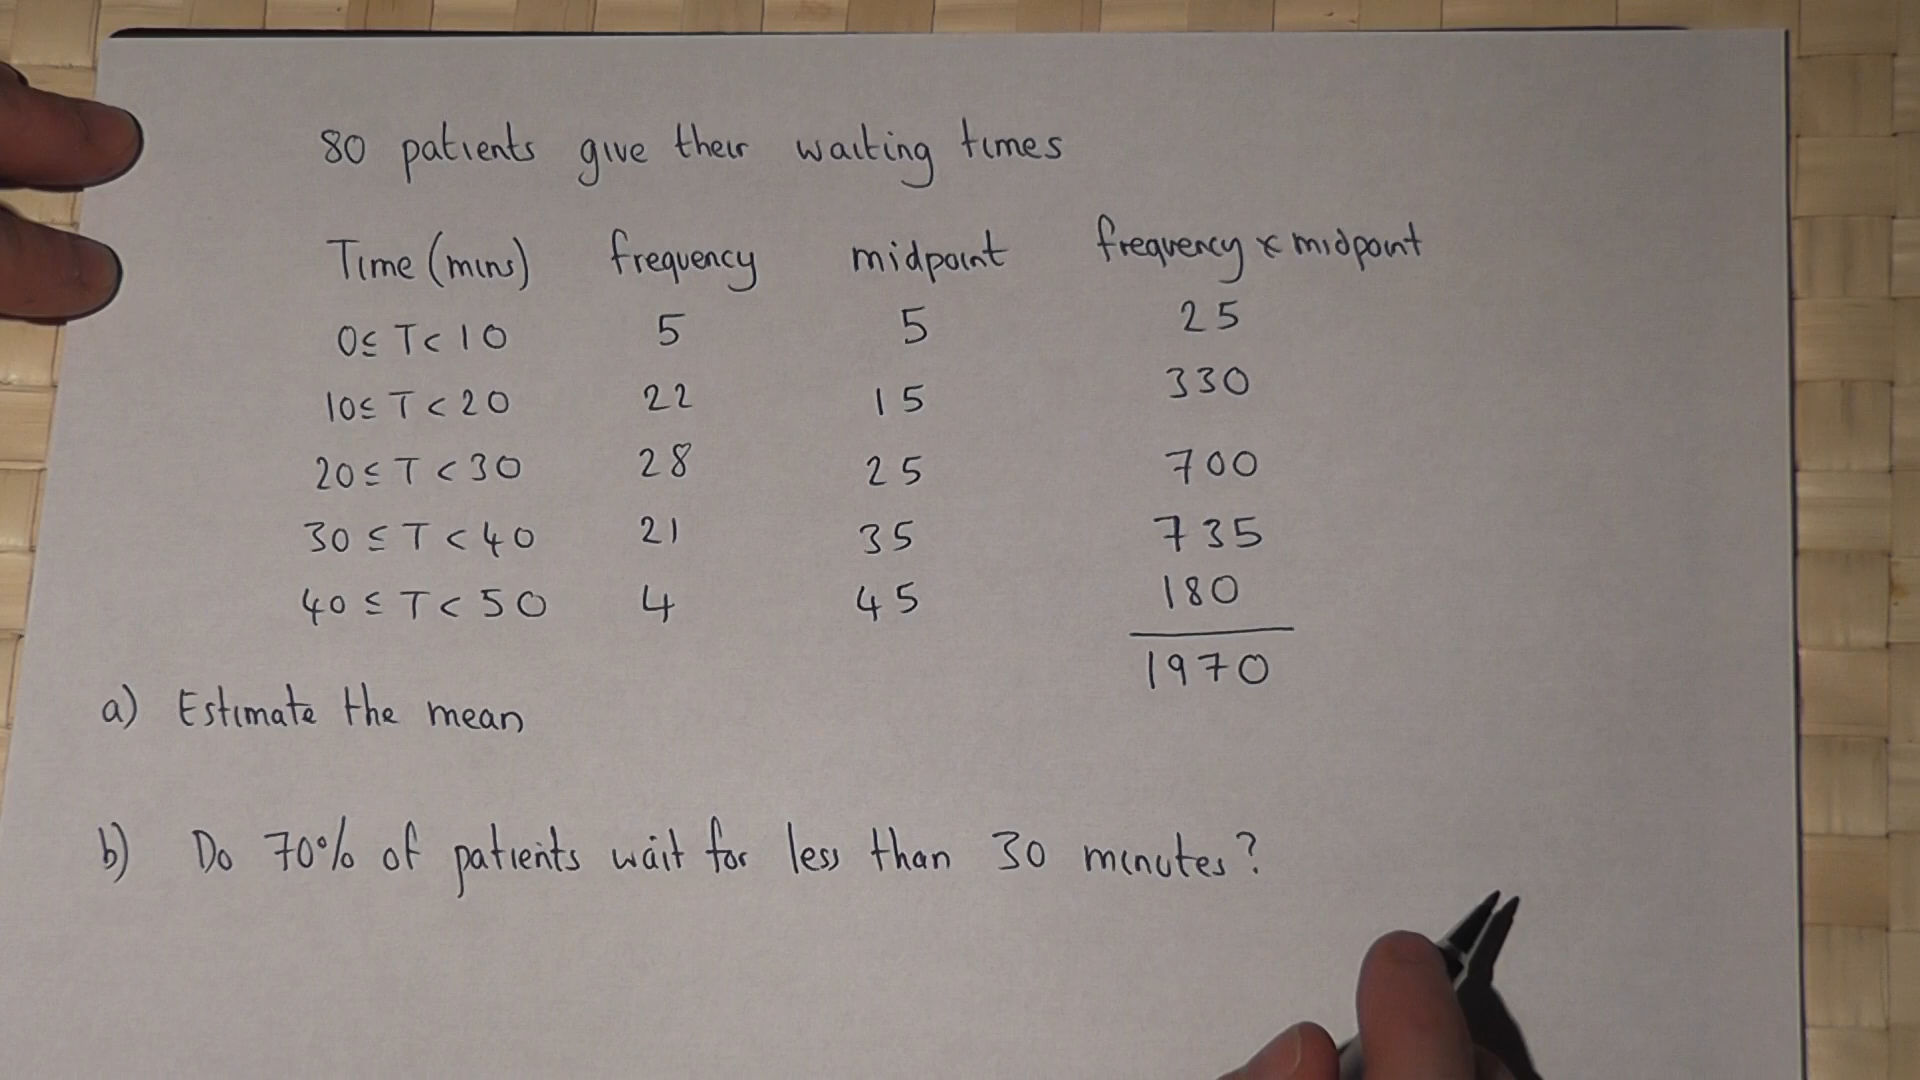 80 patients give their waiting times
Time (mins) frequency midpoint frequency x midpoint
0≤ T< 10 5 5 25
10≤ T < 20 22 15 330
20 ≤ T < 30 28 25 700
30 ≤ T < 40 21 35 735
40 ≤ T < 50 4 45 180
1970
a) Estimate the mean
b) Do 70% of patients wait for less than 30 minutes?